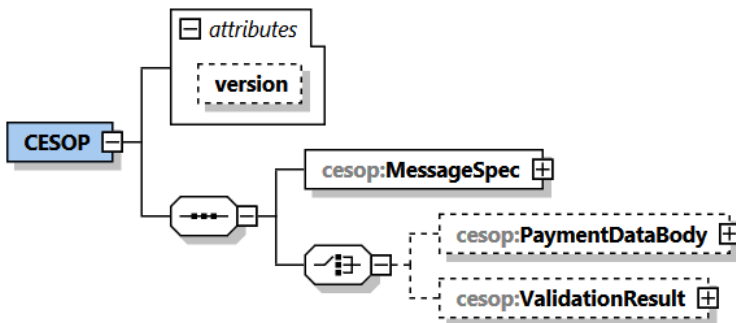 attributes
version
CESOP
cesop:MessageSpec
cesop:PaymentDataBody
cesop:ValidationResult